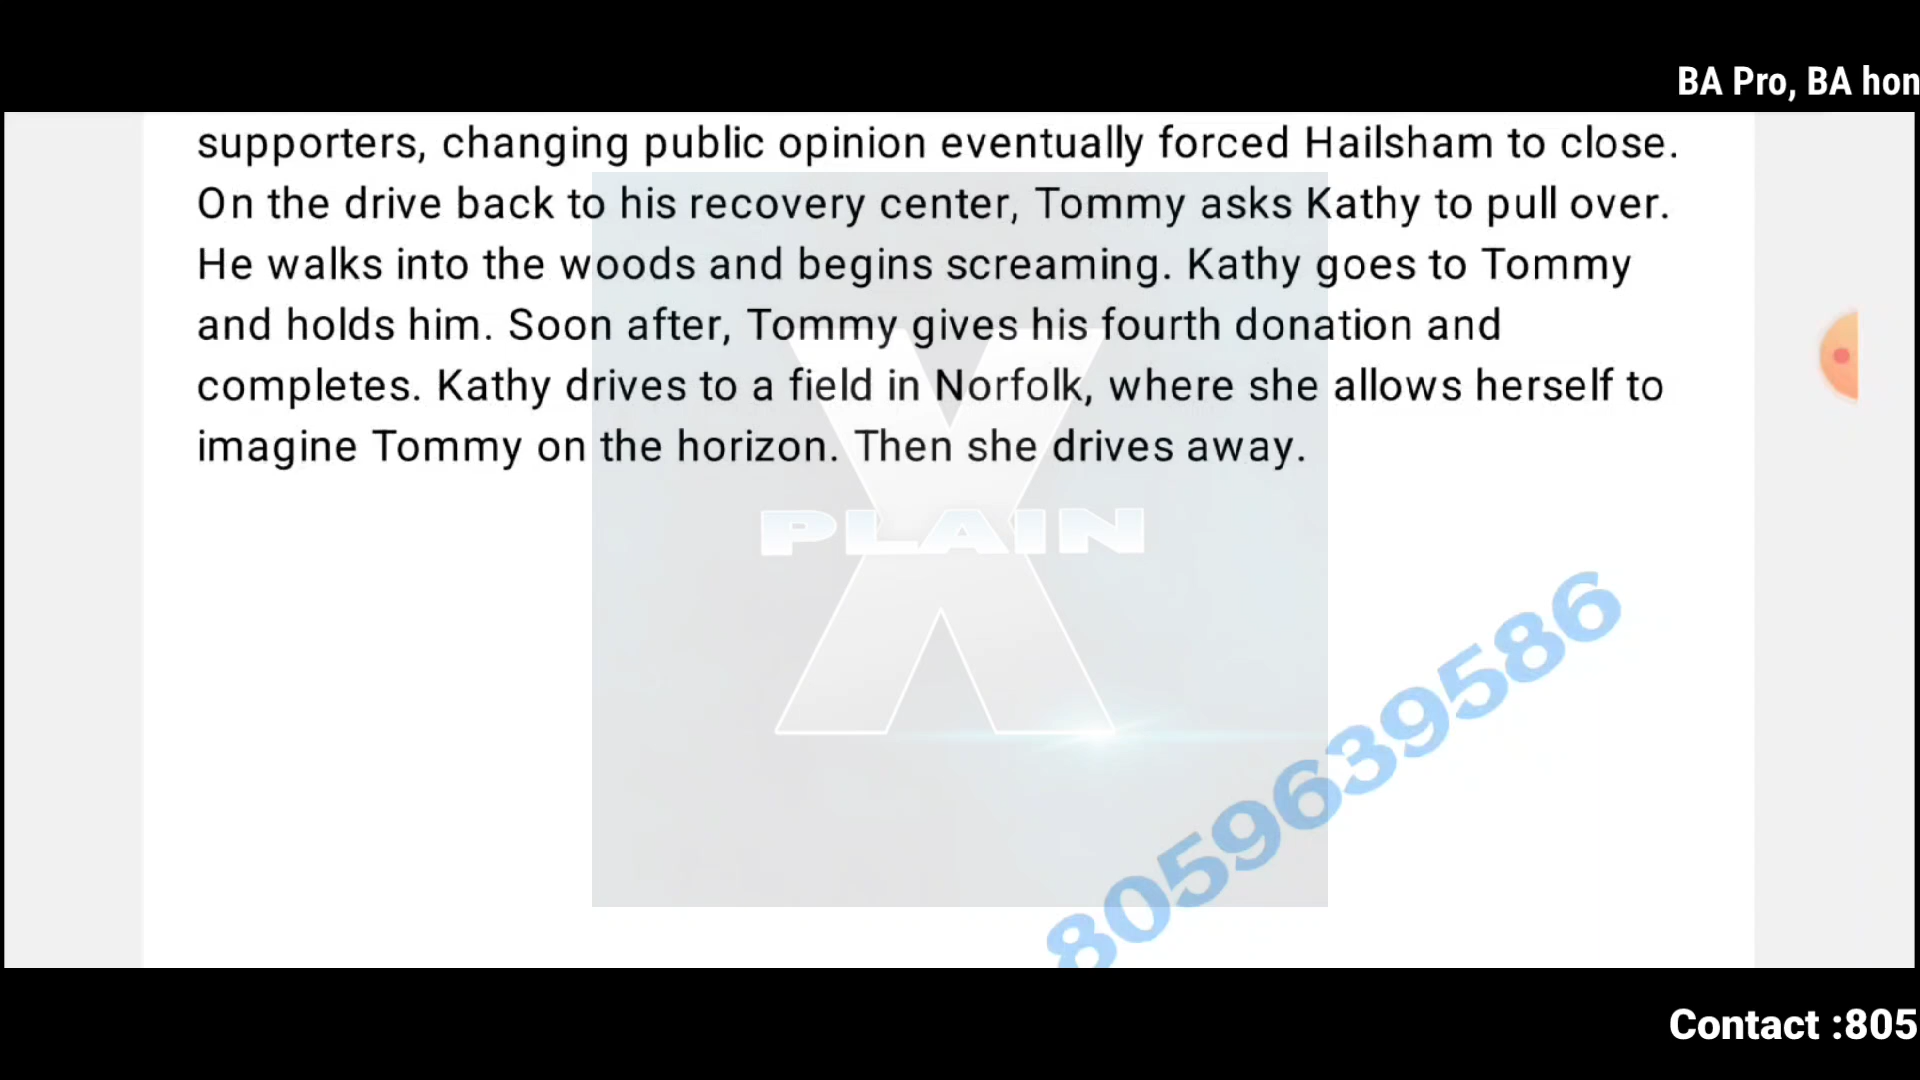 BA Pro, BA hon
supporters, changing public opinion eventually forced Hailsham to close.
On the drive back to his recovery center, Tommy asks Kathy to pull over.
He walks into the woods and begins screaming. Kathy goes to Tommy
and holds him. Soon after, Tommy gives his fourth donation and
completes. Kathy drives to a field in Norfolk, where she allows herself to
imagine Tommy on the horizon. Then she drives away.
X
PLAIN
8059639586
Contact :805